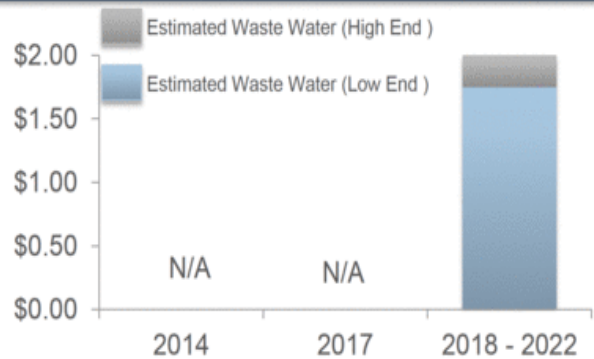 Estimated Waste Water (High End )
Estimated Waste Water (Low End )
$2.00
$1.50
$1.00
$0.50
$0.00
N/A
N/A
2014
2017
2018 - 2022